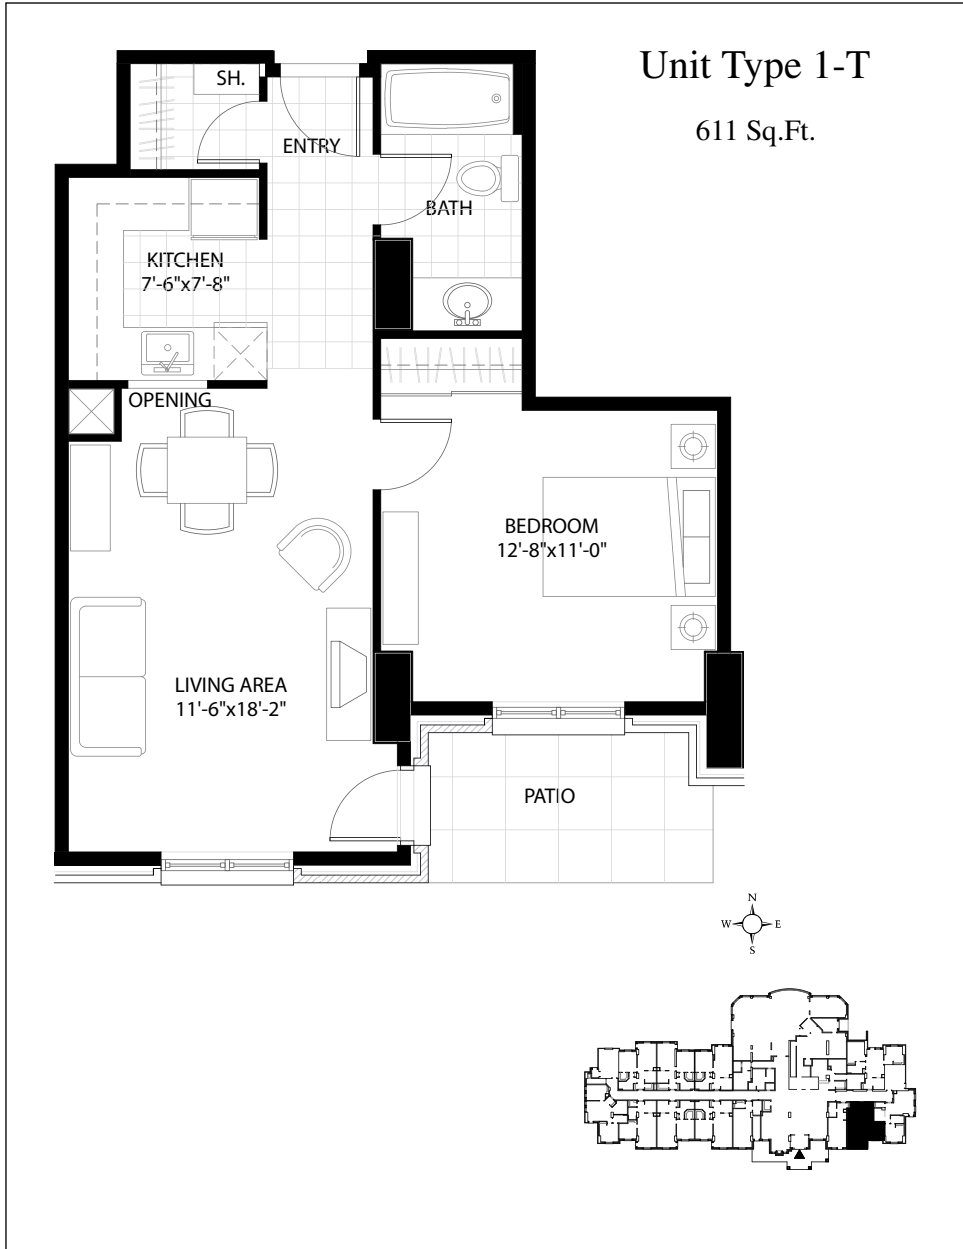 Unit Type 1-T
611 Sq.Ft.
SH.
ENTRY
BATH
KITCHEN
7'-6"x7'-8"
OPENING
BEDROOM
12'-8"x11'-0"
LIVING AREA
11'-6"x18'-2"
PATIO
N
W E
S